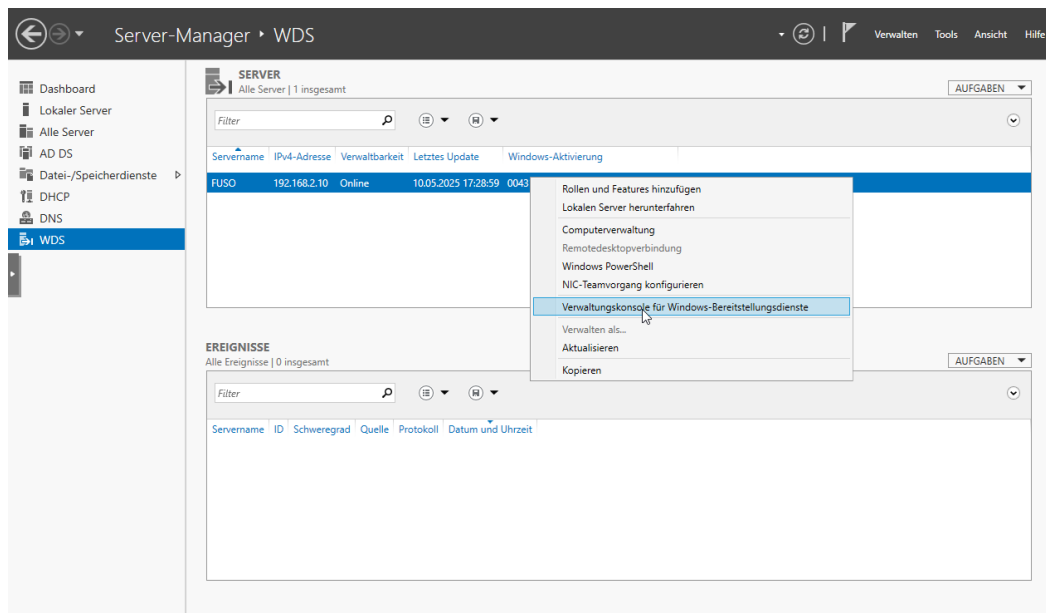 Server-Manager ‣ WDS
Verwalten Tools Ansicht Hilfe
Dashboard
Lokaler Server
Alle Server
AD DS
Datei-/Speicherdienste
DHCP
DNS
WDS
SERVER
Alle Server | 1 insgesamt
AUFGABEN
Filter
Servername IPv4-Adresse Verwaltbarkeit Letztes Update Windows-Aktivierung
FUSO 192.168.2.10 Online 10.05.2025 17:28:59 0043
Rollen und Features hinzufügen
Lokalen Server herunterfahren
Computerverwaltung
Remotedesktopverbindung
Windows PowerShell
NIC-Teamvorgang konfigurieren
Verwaltungskonsole für Windows-Bereitstellungsdienste
Verwalten als...
Aktualisieren
Kopieren
EREIGNISSE
Alle Ereignisse | 0 insgesamt
AUFGABEN
Filter
Servername ID Schweregrad Quelle Protokoll Datum und Uhrzeit